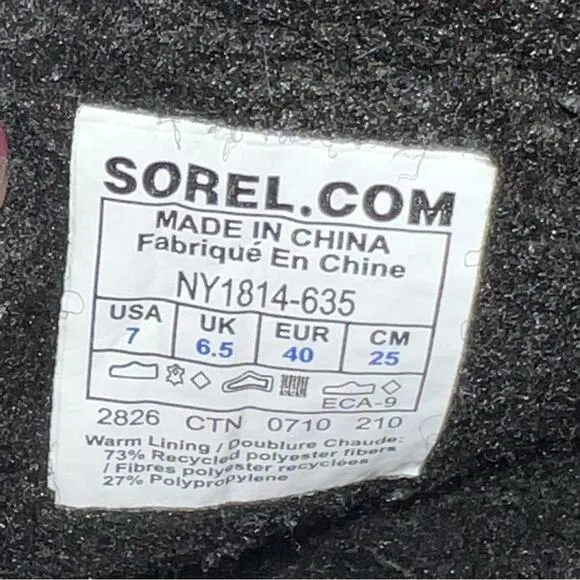 SOREL.COM
MADE IN CHINA
Fabriqué En Chine
NY1814-635
USA UK EUR CM
7 6.5 40 25
ECA-9
2826 CTN 0710 210
Warm Lining / Doublure Chaude:
73% Recycled polyester fibers
/ Fibres polyester recyclées
27% Polypropylene